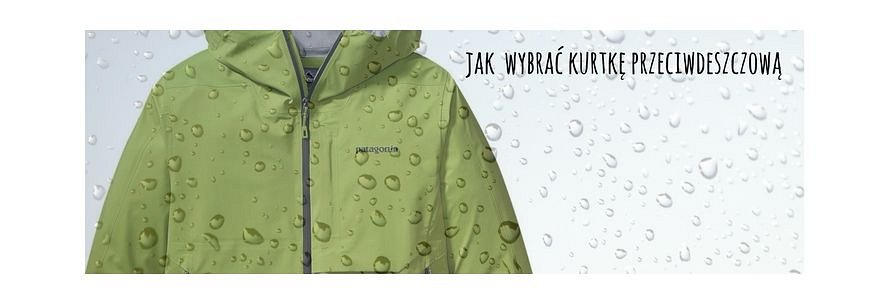 JAK WYBRAĆ KURTKĘ PRZECIWDESZCZOWĄ
patagonia